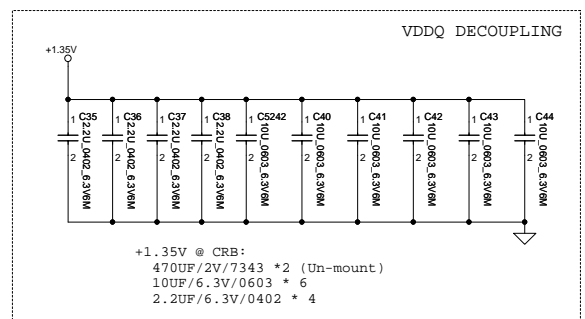 VDDQ DECOUPLING
+1.35V
1 C35 2 2.2U_0402_6.3V6M
1 C36 2 2.2U_0402_6.3V6M
1 C37 2 2.2U_0402_6.3V6M
1 C38 2 2.2U_0402_6.3V6M
1 C5242 2 10U_0603_6.3V6M
1 C40 2 10U_0603_6.3V6M
1 C41 2 10U_0603_6.3V6M
1 C42 2 10U_0603_6.3V6M
1 C43 2 10U_0603_6.3V6M
1 C44 2 10U_0603_6.3V6M
+1.35V @ CRB:
470UF/2V/7343 *2 (Un-mount)
10UF/6.3V/0603 * 6
2.2UF/6.3V/0402 * 4